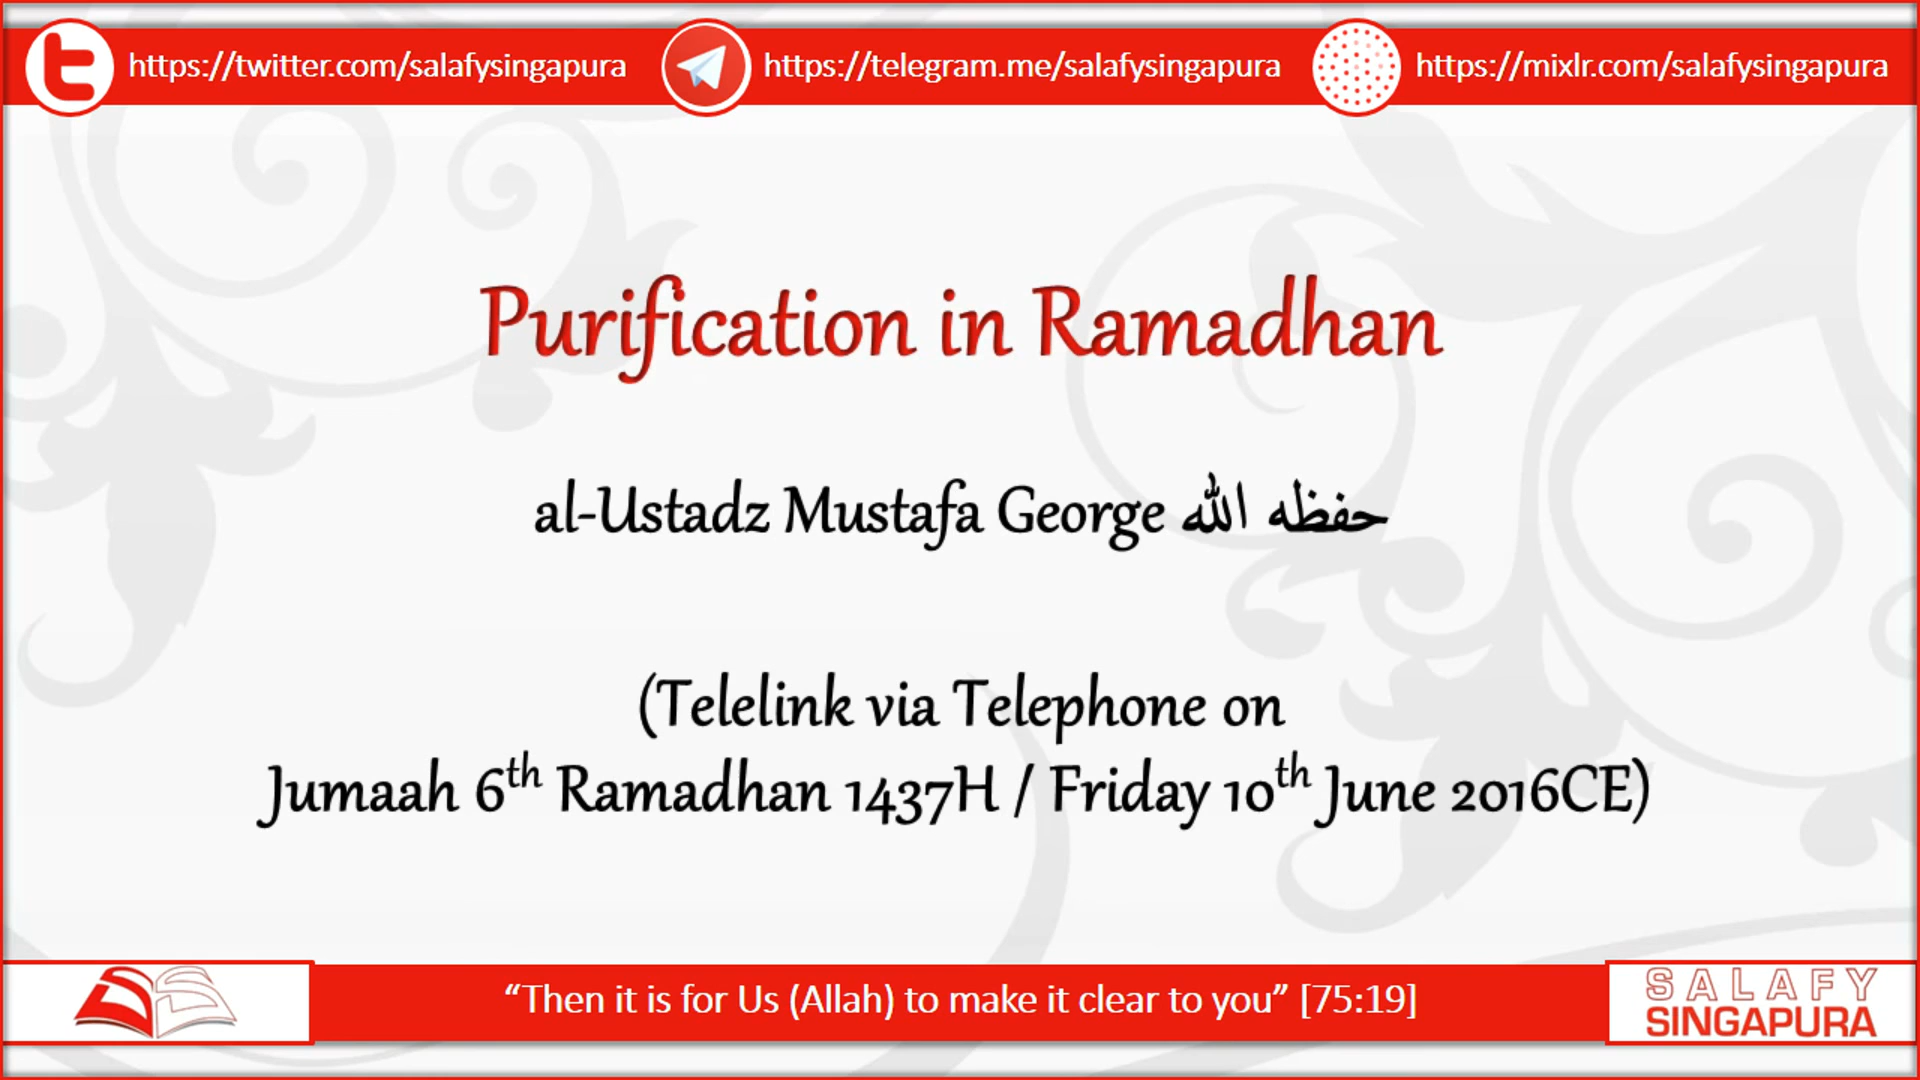 https://twitter.com/salafysingapura
https://telegram.me/salafysingapura
https://mixlr.com/salafysingapura
Purification in Ramadhan
al-Ustadz Mustafa George حفظه الله
(Telelink via Telephone on
Jumaah 6th Ramadhan 1437H / Friday 10th June 2016CE)
“Then it is for Us (Allah) to make it clear to you” [75:19]
SALAFY
SINGAPURA